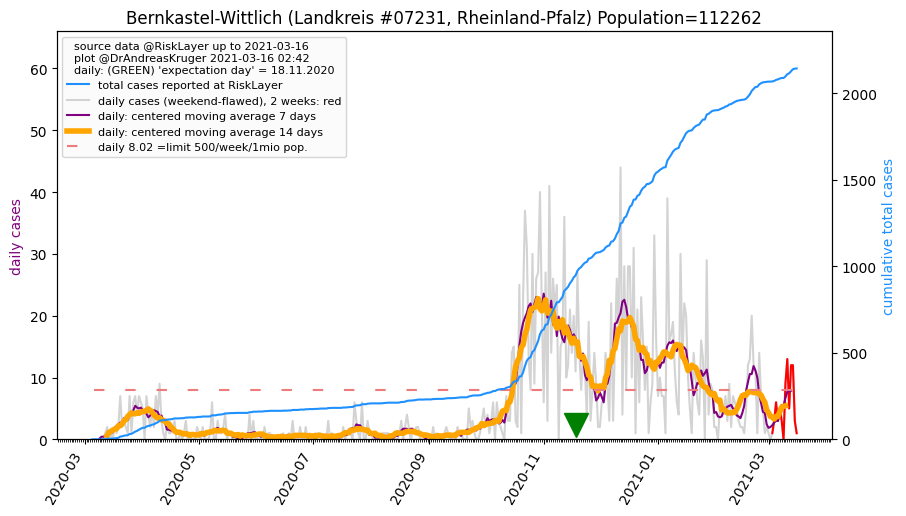 Bernkastel-Wittlich (Landkreis #07231, Rheinland-Pfalz) Population=112262
source data @RiskLayer up to 2021-03-16
plot @DrAndreasKruger 2021-03-16 02:42
daily: (GREEN) 'expectation day' = 18.11.2020
total cases reported at RiskLayer
daily cases (weekend-flawed), 2 weeks: red
daily: centered moving average 7 days
daily: centered moving average 14 days
daily 8.02 =limit 500/week/1mio pop.
daily cases
60
50
40
30
20
10
0
cumulative total cases
2000
1500
1000
500
0
2020-03
2020-05
2020-07
2020-09
2020-11
2021-01
2021-03